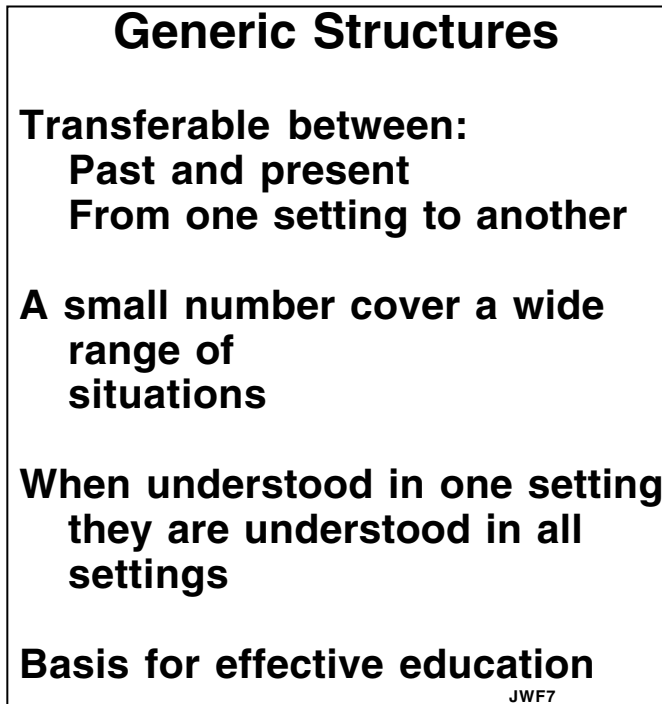 Generic Structures
Transferable between:
Past and present
From one setting to another
A small number cover a wide
range of
situations
When understood in one setting
they are understood in all
settings
Basis for effective education
JWF7